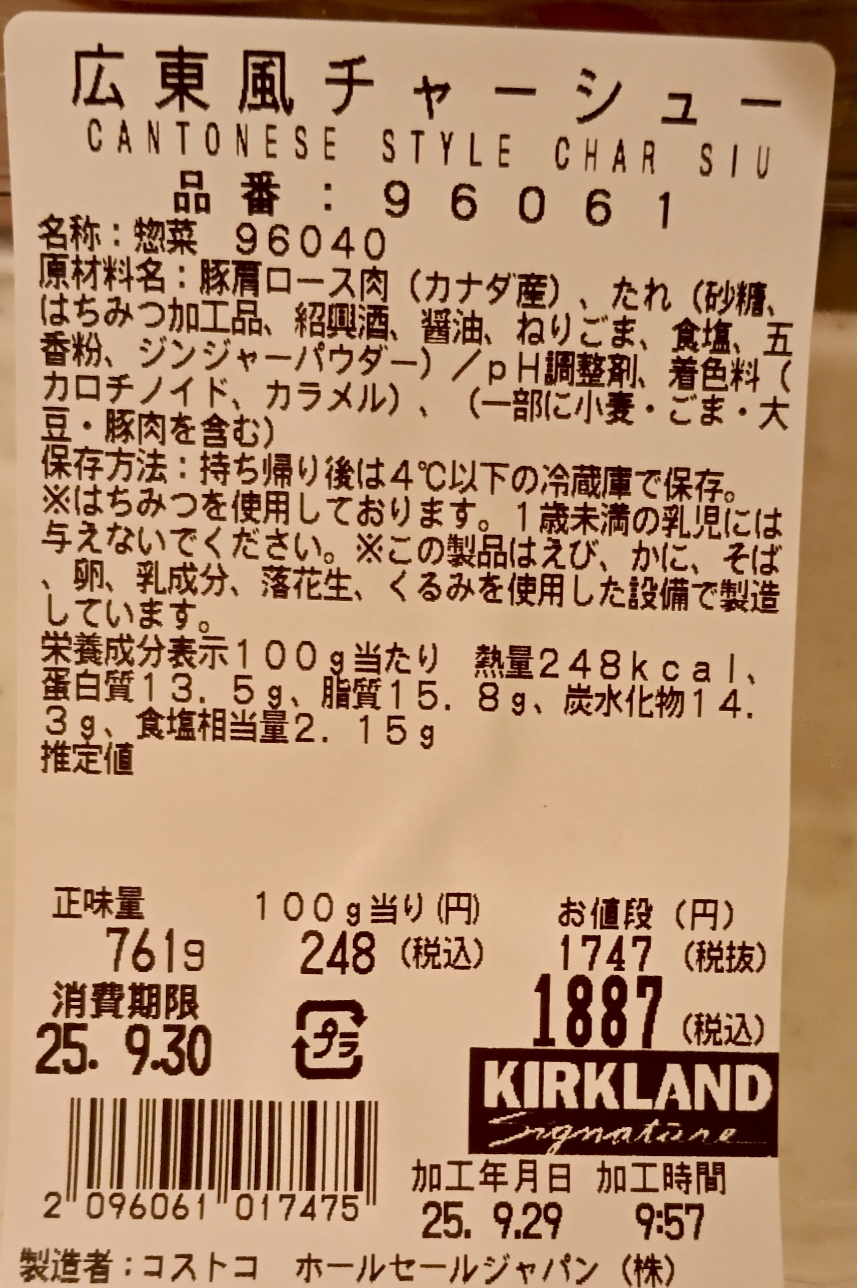 広東風チャーシュー
CANTONESE STYLE CHAR SIU
品番：96061
名称：惣菜　96040
原材料名：豚肩ロース肉（カナダ産）、たれ（砂糖、
はちみつ加工品、紹興酒、醤油、ねりごま、食塩、五
香粉、ジンジャーパウダー）／ｐＨ調整剤、着色料（
カロチノイド、カラメル）、（一部に小麦・ごま・大
豆・豚肉を含む）
保存方法：持ち帰り後は４℃以下の冷蔵庫で保存。
※はちみつを使用しております。１歳未満の乳児には
与えないでください。※この製品はえび、かに、そば
、卵、乳成分、落花生、くるみを使用した設備で製造
しています。
栄養成分表示１００ｇ当たり　熱量２４８ｋｃａｌ、
蛋白質１３．５ｇ、脂質１５．８ｇ、炭水化物１４．
３ｇ、食塩相当量２．１５ｇ
推定値
正味量　１００ｇ当り(円)　お値段（円）
761g　248（税込）　1747（税抜）
消費期限　1887（税込）
25. 9.30　プラ
KIRKLAND
Signature
加工年月日　加工時間
2 096061 017475　25. 9.29　9:57
製造者：コストコ　ホールセールジャパン（株）